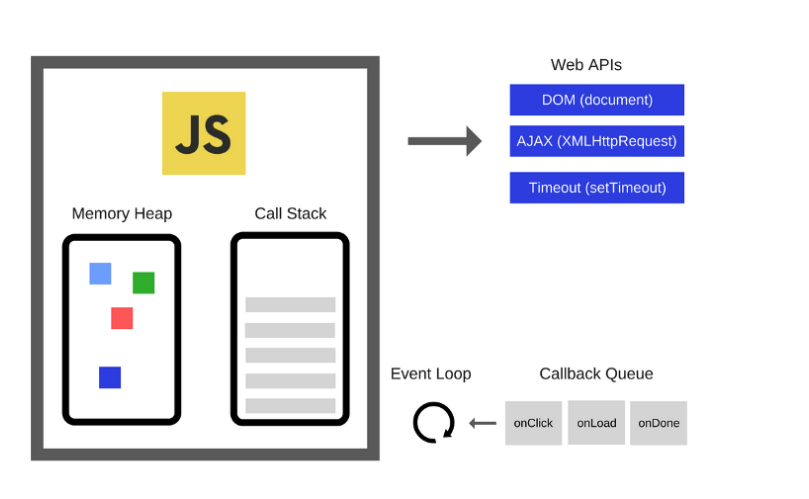 Web APIs
DOM (document)
JS
AJAX (XMLHttpRequest)
Timeout (setTimeout)
Memory Heap
Call Stack
Event Loop
Callback Queue
onClick
onLoad
onDone